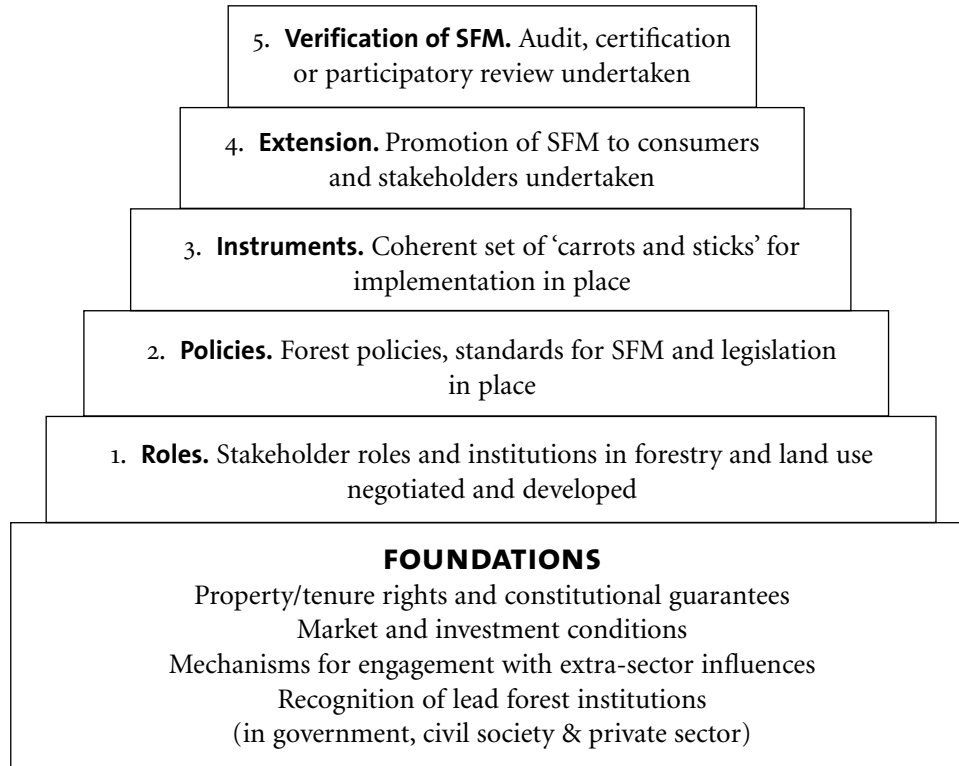 5. Verification of SFM. Audit, certification
or participatory review undertaken
4. Extension. Promotion of SFM to consumers
and stakeholders undertaken
3. Instruments. Coherent set of ‘carrots and sticks’ for
implementation in place
2. Policies. Forest policies, standards for SFM and legislation
in place
1. Roles. Stakeholder roles and institutions in forestry and land use
negotiated and developed
FOUNDATIONS
Property/tenure rights and constitutional guarantees
Market and investment conditions
Mechanisms for engagement with extra-sector influences
Recognition of lead forest institutions
(in government, civil society & private sector)